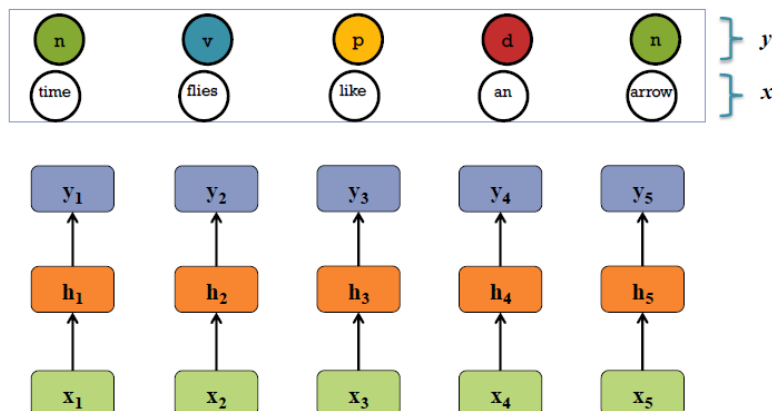 n v p d n y
time flies like an arrow x
y₁ y₂ y₃ y₄ y₅
h₁ h₂ h₃ h₄ h₅
x₁ x₂ x₃ x₄ x₅